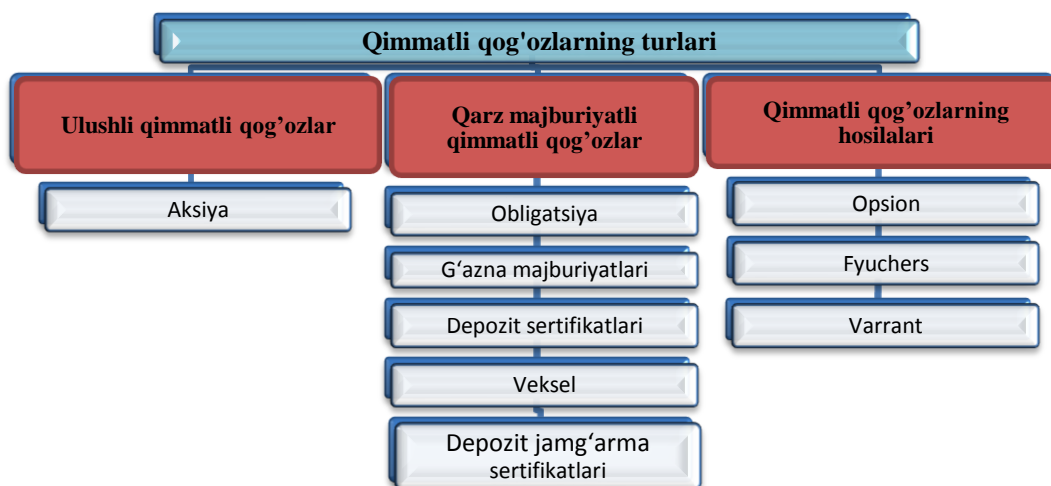 Qimmatli qog'ozlarning turlari
Ulushli qimmatli qog’ozlar
Aksiya
Qarz majburiyatli
qimmatli qog’ozlar
Obligatsiya
G‘azna majburiyatlari
Depozit sertifikatlari
Veksel
Depozit jamg‘arma
sertifikatlari
Qimmatli qog’ozlarning
hosilalari
Opsion
Fyuchers
Varrant